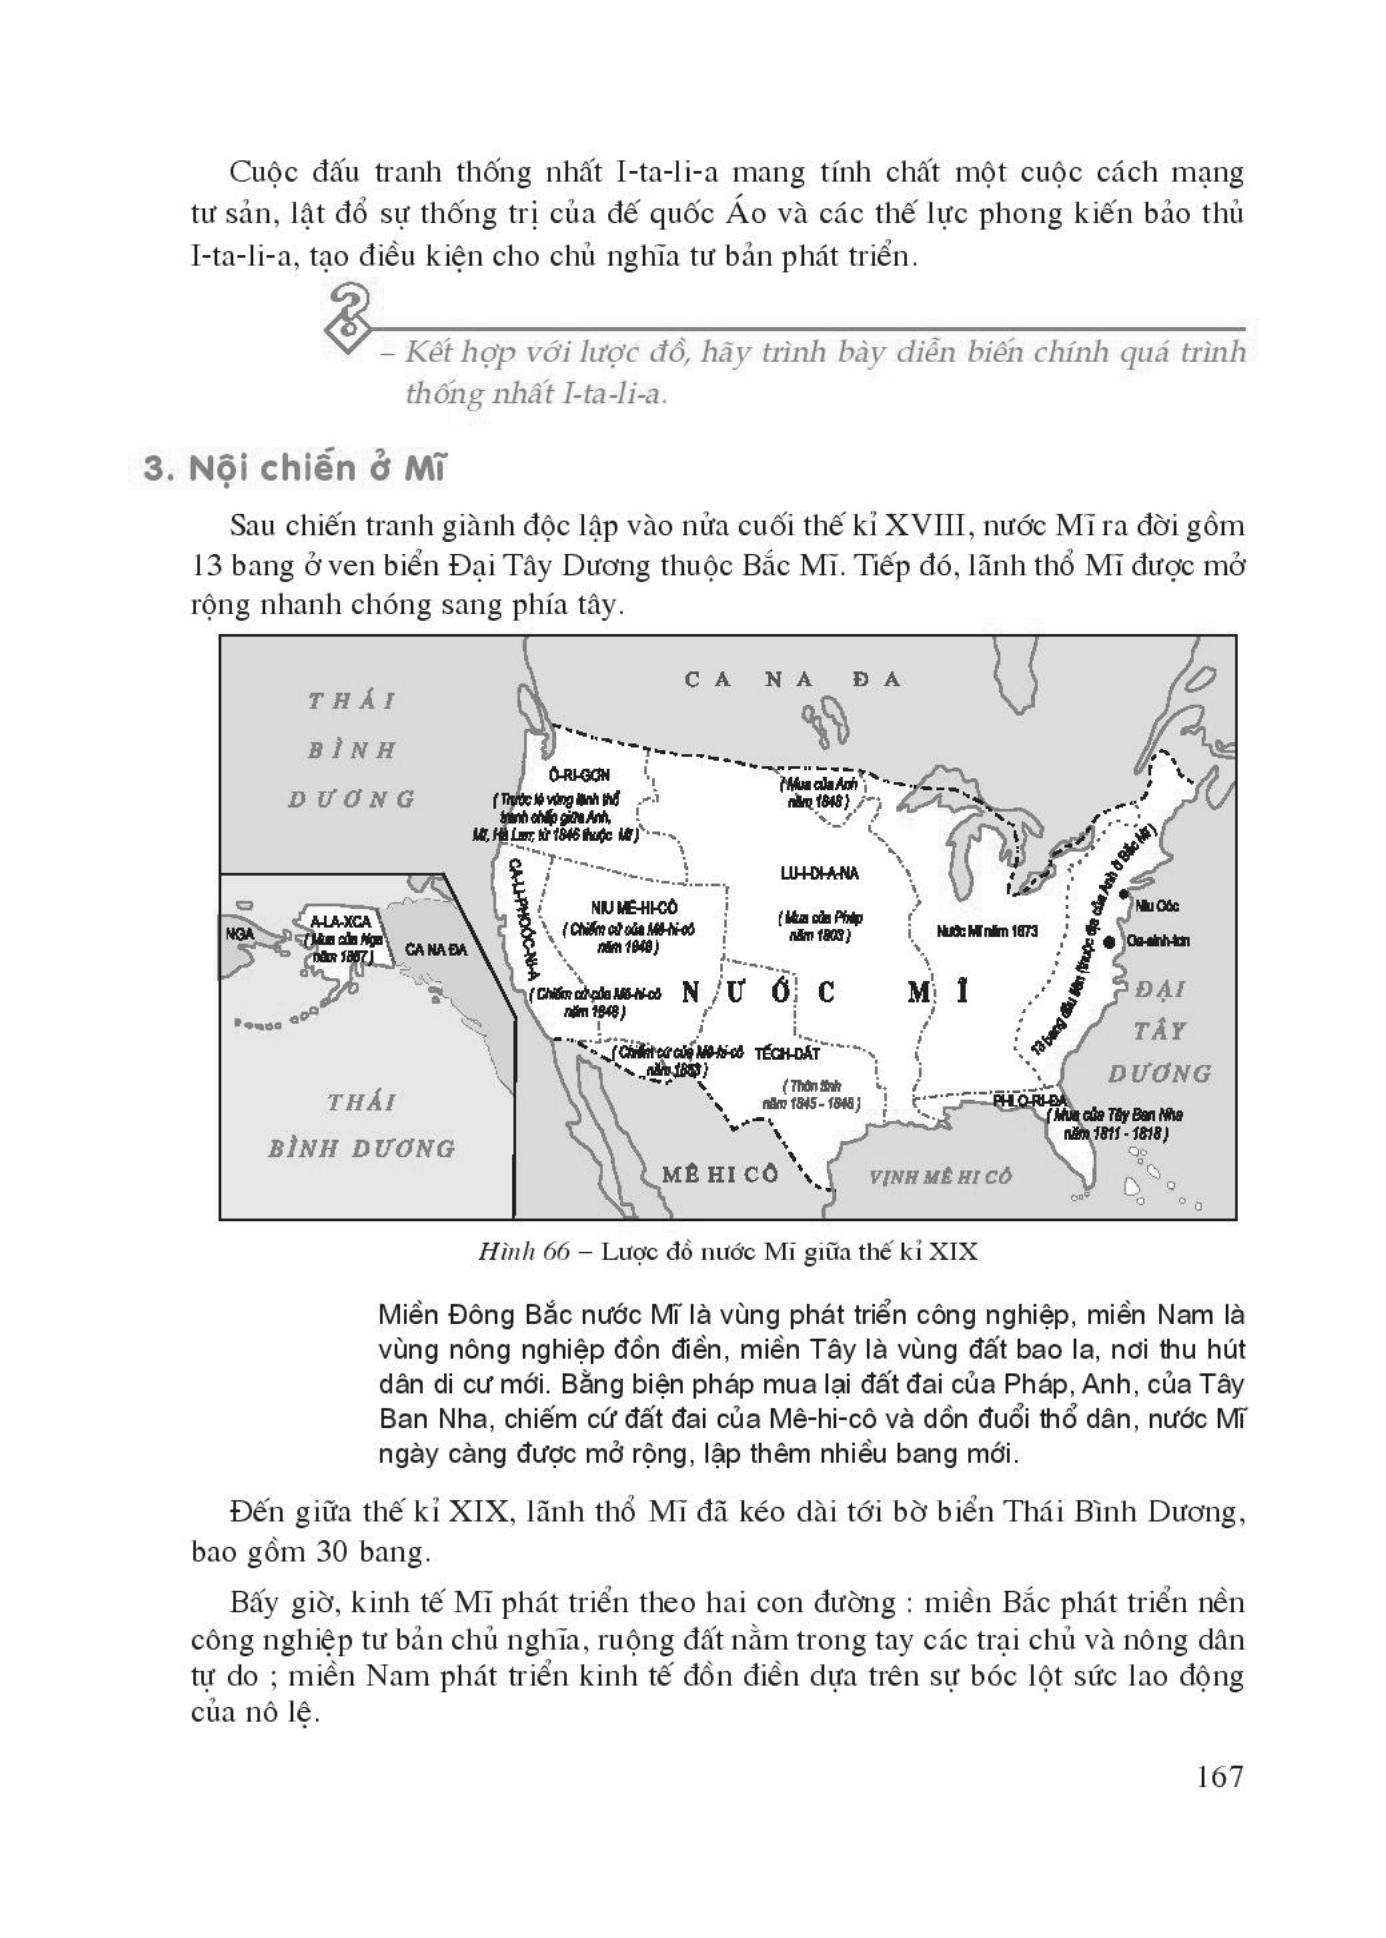 Cuộc đấu tranh thống nhất I-ta-li-a mang tính chất một cuộc cách mạng
tư sản, lật đổ sự thống trị của đế quốc Áo và các thế lực phong kiến bảo thủ
I-ta-li-a, tạo điều kiện cho chủ nghĩa tư bản phát triển.
– Kết hợp với lược đồ, hãy trình bày diễn biến chính quá trình
thống nhất I-ta-li-a.
3. Nội chiến ở Mĩ
Sau chiến tranh giành độc lập vào nửa cuối thế kỉ XVIII, nước Mĩ ra đời gồm
13 bang ở ven biển Đại Tây Dương thuộc Bắc Mĩ. Tiếp đó, lãnh thổ Mĩ được mở
rộng nhanh chóng sang phía tây.
CA NA ĐA
THÁI
BÌNH
DƯƠNG
Ô-RI-GƠN
( Trước là vùng lãnh thổ
tranh chấp giữa Anh,
Mĩ, Hà Lan; từ 1846 thuộc Mĩ )
( Mua của Anh
năm 1848 )
CA-LI-PHOÓC-NI-A
LU-I-DI-A-NA
( Mua của Pháp
năm 1803 )
NIU MÊ-HI-CÔ
( Chiếm cứ của Mê-hi-cô
năm 1848 )
Nước Mĩ năm 1673
13 bang đầu tiên (thuộc địa của Anh ở Bắc Mĩ )
Niu Oóc
Oa-sinh-tơn
NGA
A-LA-XCA
( Mua của Nga
năm 1867 )
CA NA ĐA
( Chiếm cứ của Mê-hi-cô
năm 1848 )
NƯỚC MĨ
ĐẠI
TÂY
DƯƠNG
( Chiếm cứ của Mê-hi-cô
năm 1853 )
TẾCH-DÁT
( Thôn tính
năm 1845 - 1848 )
PHLO-RI-ĐA
( Mua của Tây Ban Nha
năm 1811 - 1818 )
THÁI
BÌNH DƯƠNG
MÊ HI CÔ
VỊNH MÊ HI CÔ
Hình 66 – Lược đồ nước Mĩ giữa thế kỉ XIX
Miền Đông Bắc nước Mĩ là vùng phát triển công nghiệp, miền Nam là
vùng nông nghiệp đồn điền, miền Tây là vùng đất bao la, nơi thu hút
dân di cư mới. Bằng biện pháp mua lại đất đai của Pháp, Anh, của Tây
Ban Nha, chiếm cứ đất đai của Mê-hi-cô và dồn đuổi thổ dân, nước Mĩ
ngày càng được mở rộng, lập thêm nhiều bang mới.
Đến giữa thế kỉ XIX, lãnh thổ Mĩ đã kéo dài tới bờ biển Thái Bình Dương,
bao gồm 30 bang.
Bấy giờ, kinh tế Mĩ phát triển theo hai con đường : miền Bắc phát triển nền
công nghiệp tư bản chủ nghĩa, ruộng đất nằm trong tay các trại chủ và nông dân
tự do ; miền Nam phát triển kinh tế đồn điền dựa trên sự bóc lột sức lao động
của nô lệ.
167